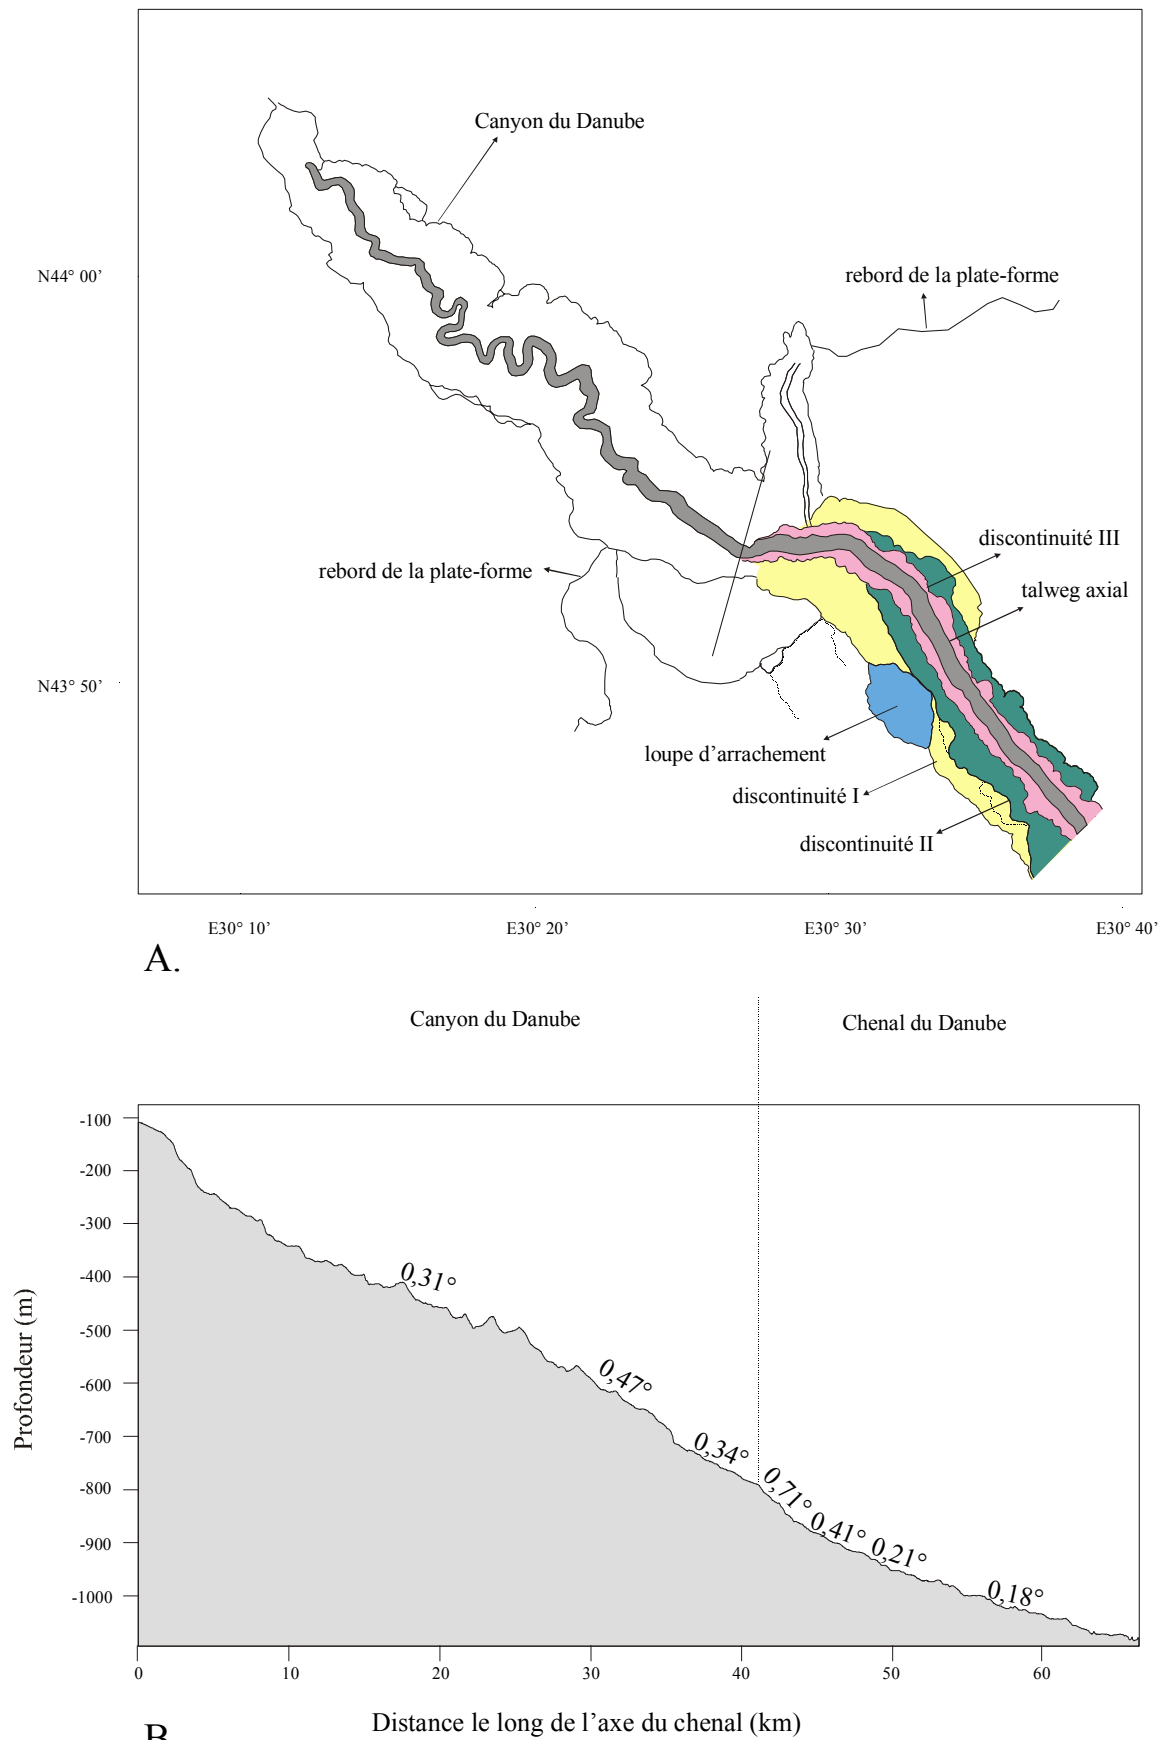 Canyon du Danube
N44° 00’
rebord de la plate-forme
discontinuité III
rebord de la plate-forme
talweg axial
N43° 50’
loupe d’arrachement
discontinuité I
discontinuité II
E30° 10’
E30° 20’
E30° 30’
E30° 40’
A.
Canyon du Danube
Chenal du Danube
Profondeur (m)
-100
-200
-300
-400
-500
-600
-700
-800
-900
-1000
0,31°
0,47°
0,34°
0,71°
0,41°
0,21°
0,18°
0
10
20
30
40
50
60
Distance le long de l’axe du chenal (km)
B